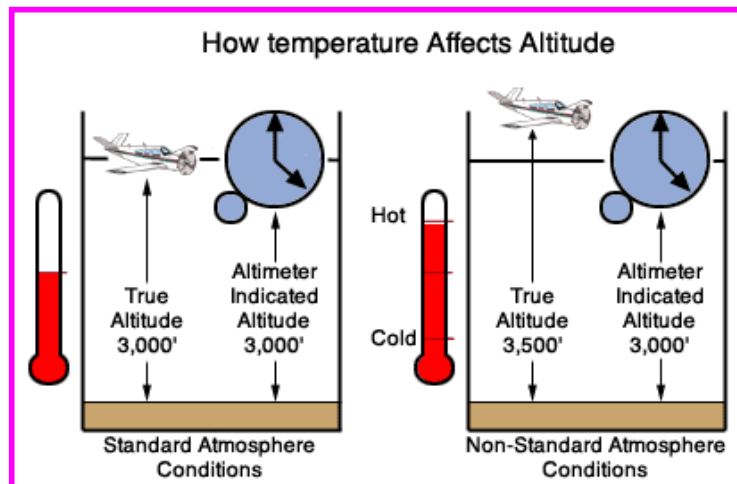 How temperature Affects Altitude
True
Altitude
3,000'
Altimeter
Indicated
Altitude
3,000'
Standard Atmosphere
Conditions
Hot
Cold
True
Altitude
3,500'
Altimeter
Indicated
Altitude
3,000'
Non-Standard Atmosphere
Conditions